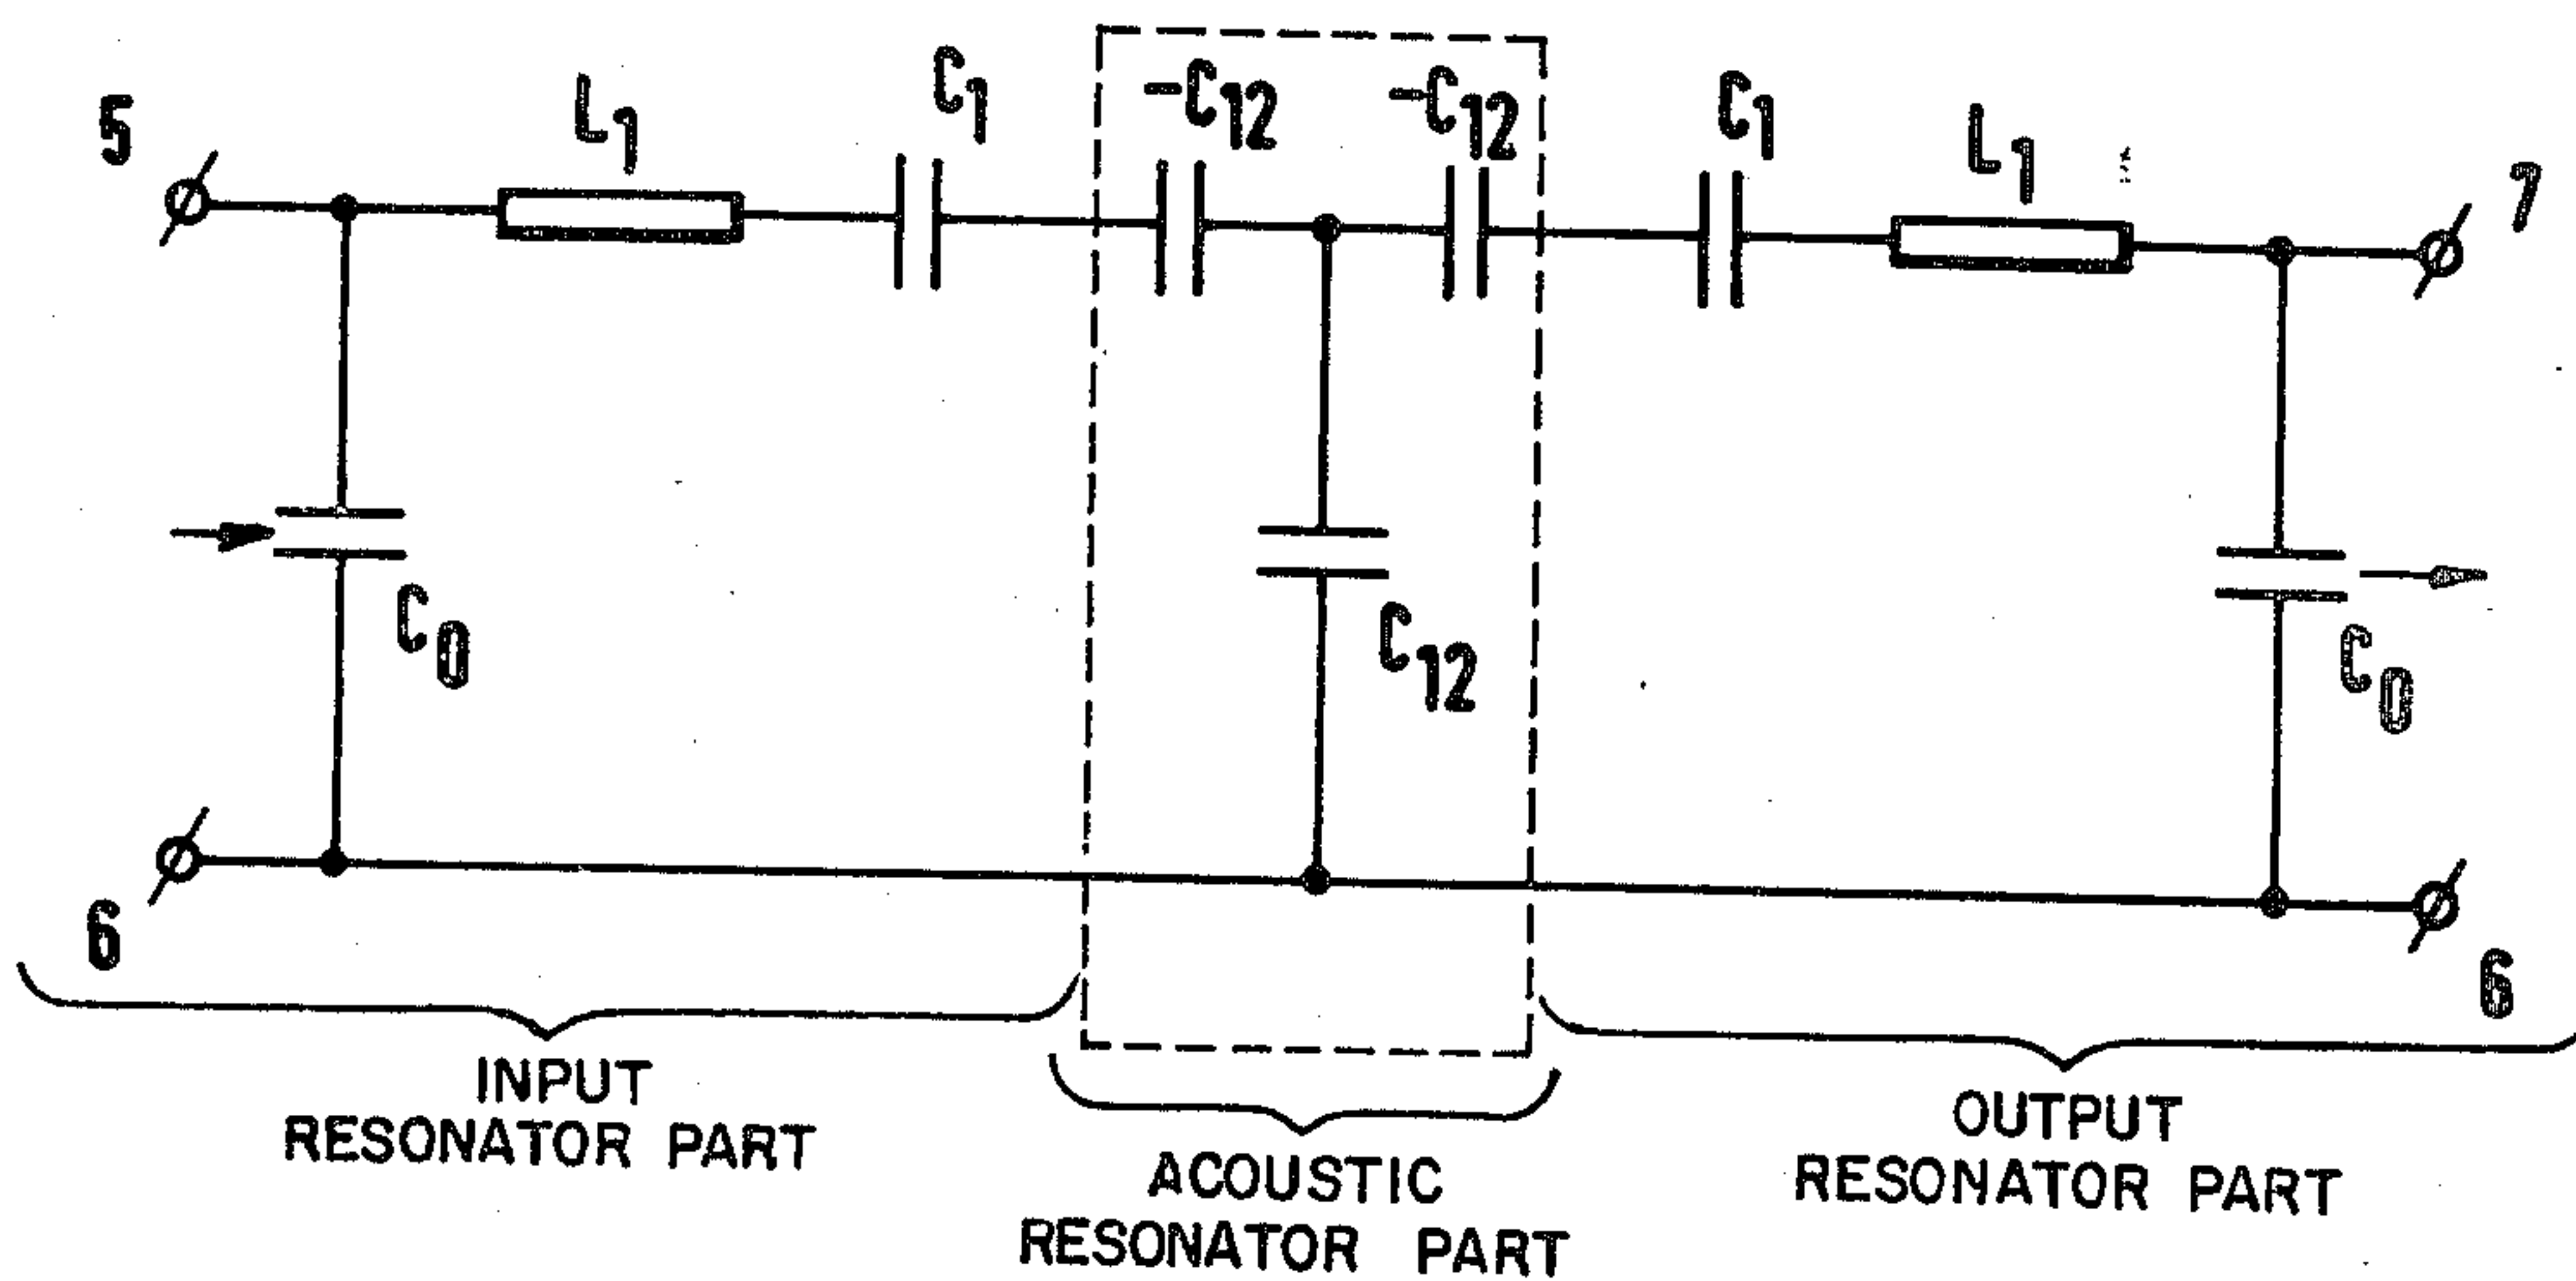 5
L1
C1
-C12
-C12
C1
L1
7
C0
C12
C0
6
6
INPUT
RESONATOR PART
ACOUSTIC
RESONATOR PART
OUTPUT
RESONATOR PART